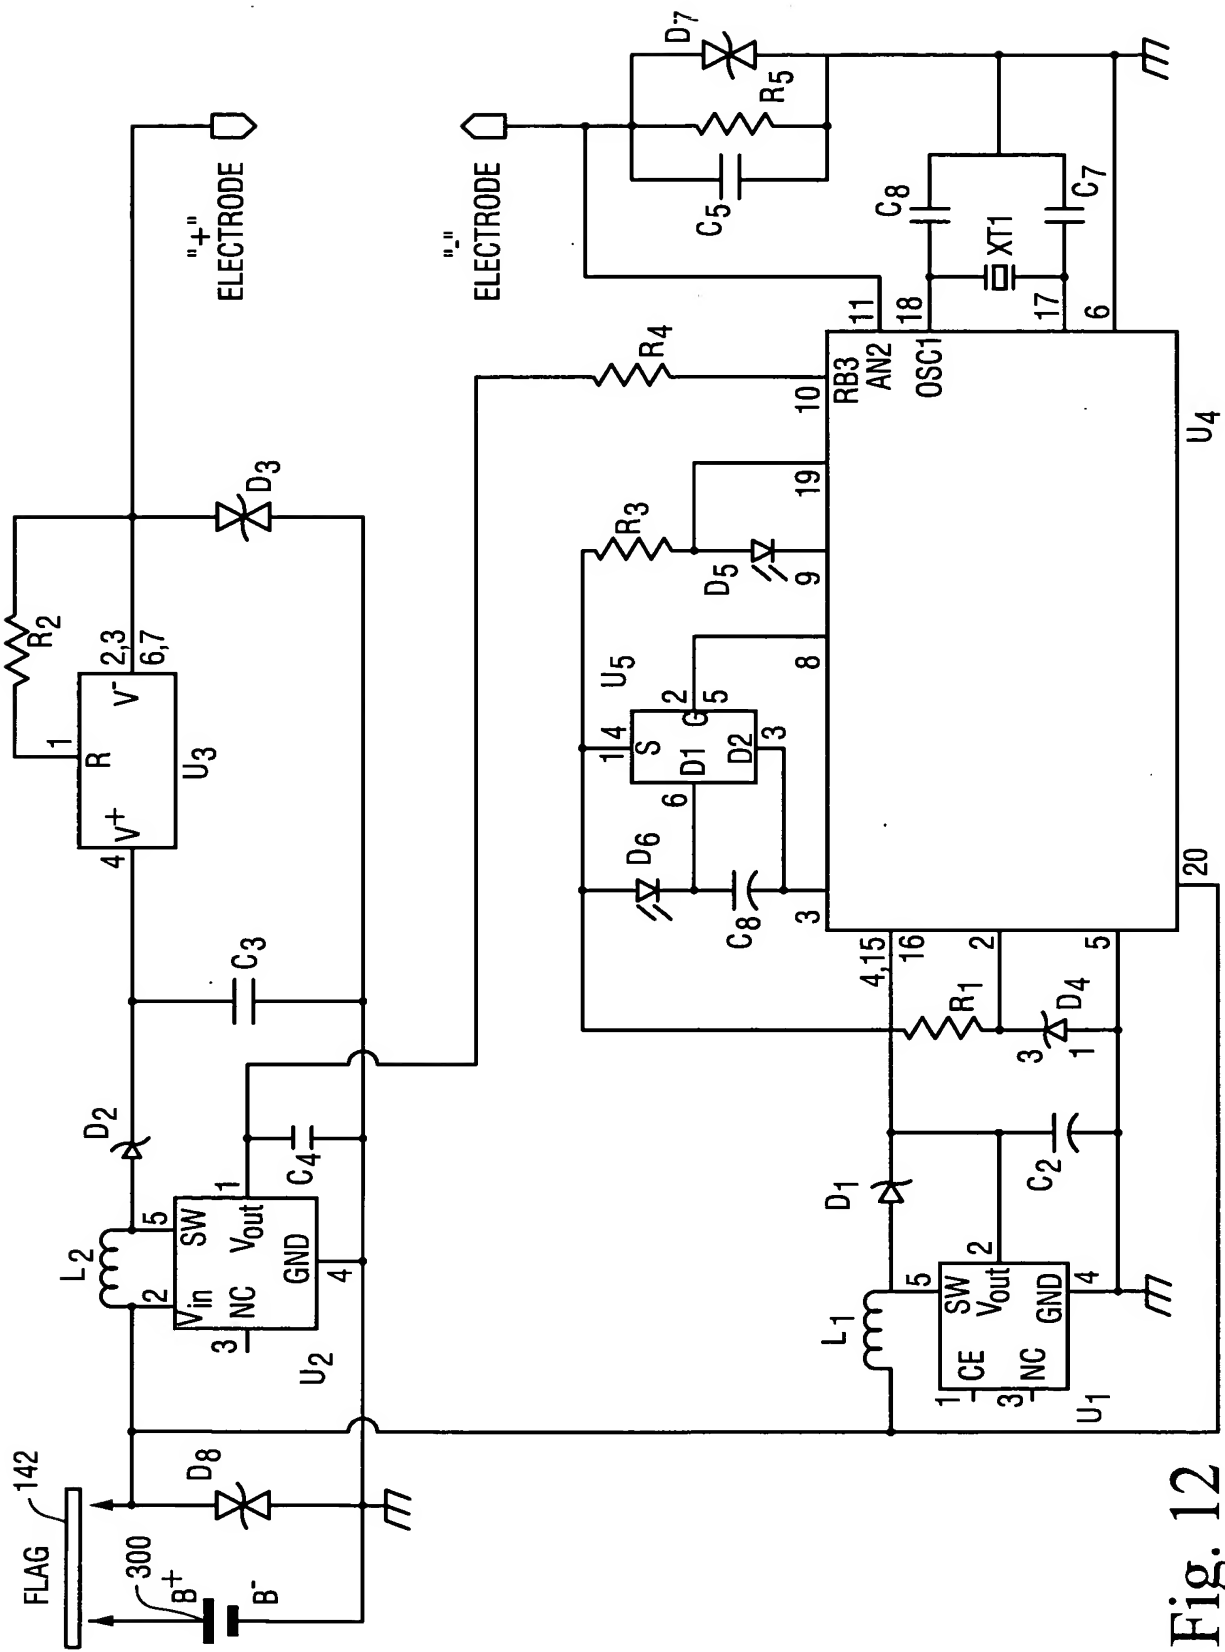 FLAG
142
300
B+
B-
D8
L2
2
5
Vin
SW
NC
Vout
GND
3
1
4
U2
D2
C4
C3
4
V+
R
V-
1
2,3
6,7
U3
R2
D3
"+"
ELECTRODE
"-"
ELECTRODE
D7
R5
C5
L1
D1
5
1
CE
SW
Vout
2
3
NC
GND
4
U1
C2
R1
3
1
D4
4,15
16
2
5
20
3
C8
D6
6
1 4
S
D1
G
D2
2
5
3
U5
8
R3
D5
9
19
R4
10
RB3
AN2
OSC1
11
18
17
6
C8
XT1
C7
U4
Fig. 12